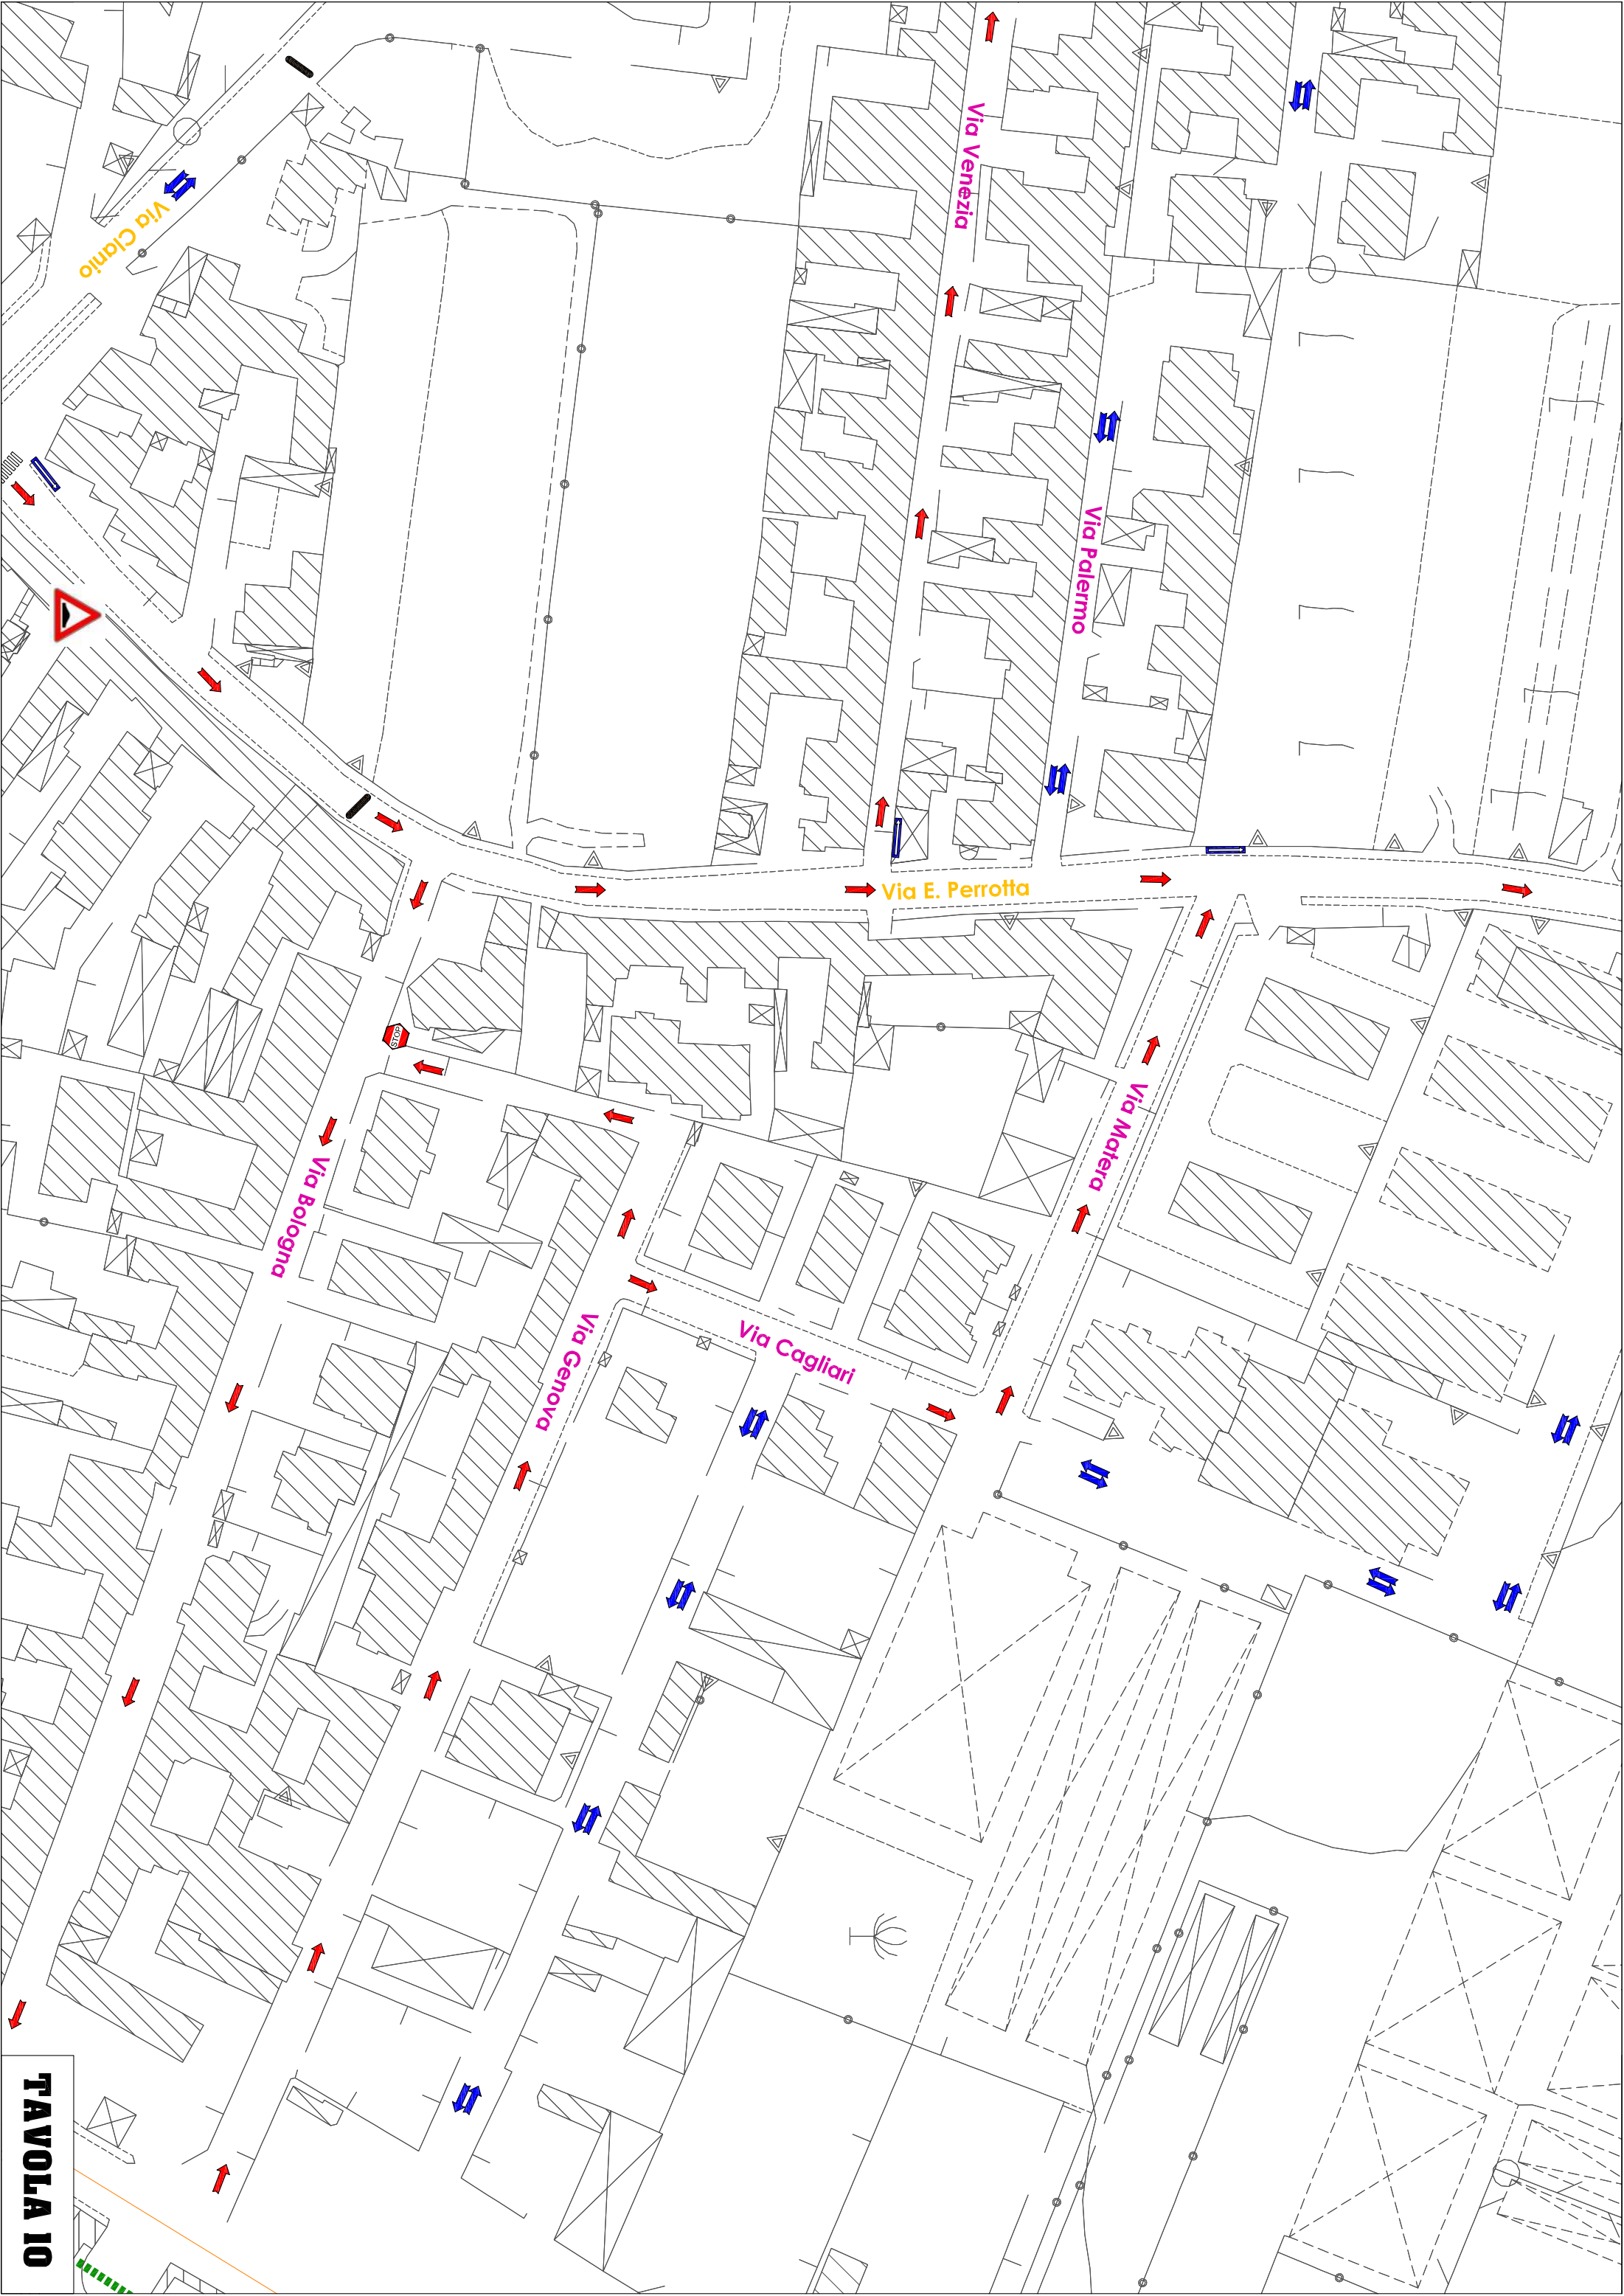 Via Venezia
Via Clanio
Via Palermo
Via E. Perrotta
STOP
Via Matera
Via Bologna
Via Genova
Via Cagliari
TAVOLA 10